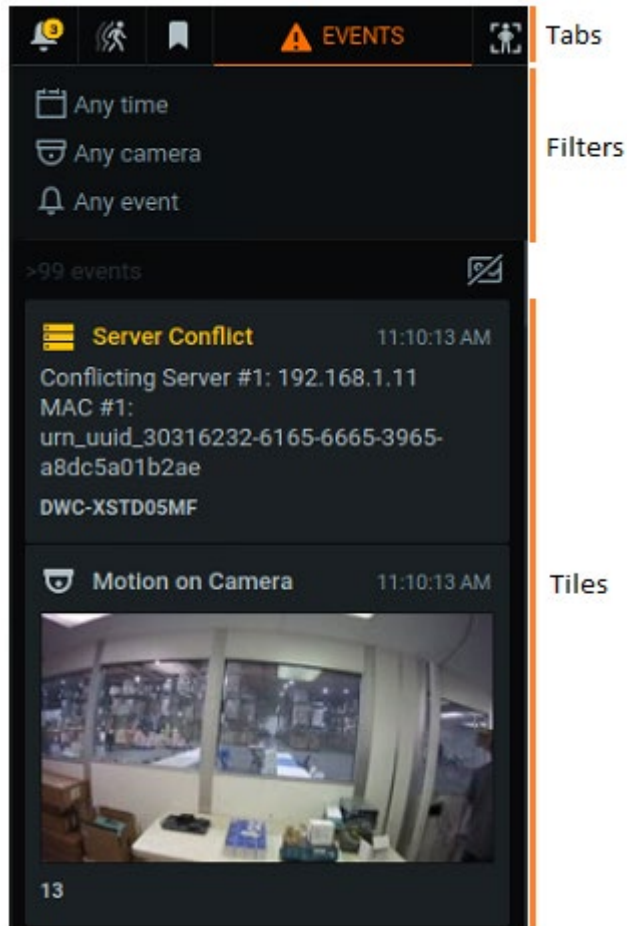 3
EVENTS
Tabs
Any time
Any camera
Any event
Filters
>99 events
Server Conflict 11:10:13 AM
Conflicting Server #1: 192.168.1.11
MAC #1:
urn_uuid_30316232-6165-6665-3965-
a8dc5a01b2ae
DWC-XSTD05MF
Motion on Camera 11:10:13 AM
Tiles
13